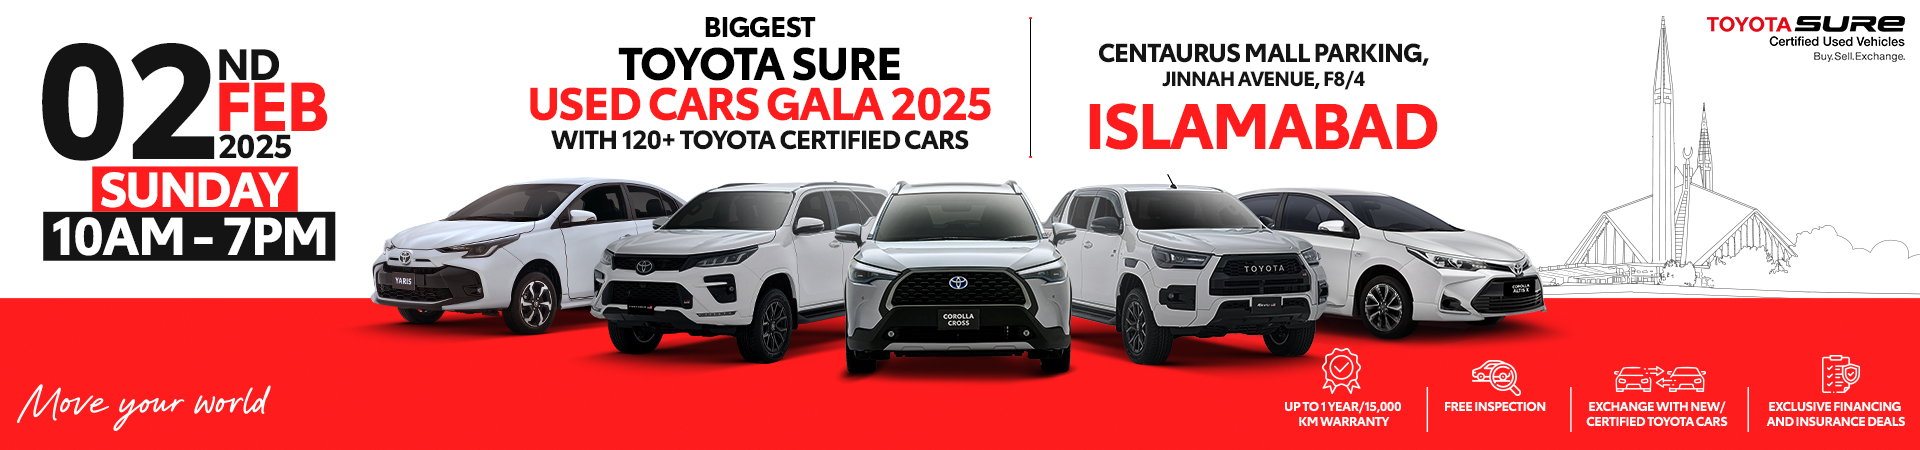 02ND
FEB
2025
SUNDAY
10AM - 7PM
BIGGEST
TOYOTA SURE
USED CARS GALA 2025
WITH 120+ TOYOTA CERTIFIED CARS
CENTAURUS MALL PARKING,
JINNAH AVENUE, F8/4
ISLAMABAD
TOYOTA SURE
Certified Used Vehicles
Buy.Sell.Exchange.
YARIS
COROLLA
CROSS
TOYOTA
COROLLA
ALTIS X
Move your world
UP TO 1 YEAR/15,000
KM WARRANTY
FREE INSPECTION
EXCHANGE WITH NEW/
CERTIFIED TOYOTA CARS
EXCLUSIVE FINANCING
AND INSURANCE DEALS